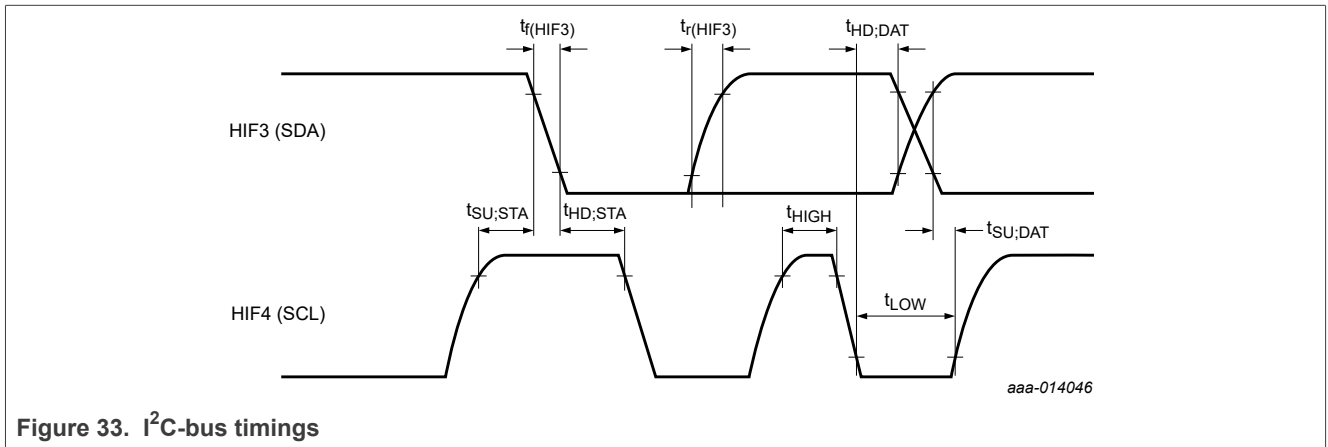 tf(HIF3)
tr(HIF3)
tHD;DAT
HIF3 (SDA)
tSU;STA
tHD;STA
tHIGH
tSU;DAT
HIF4 (SCL)
tLOW
aaa-014046
Figure 33. I²C-bus timings